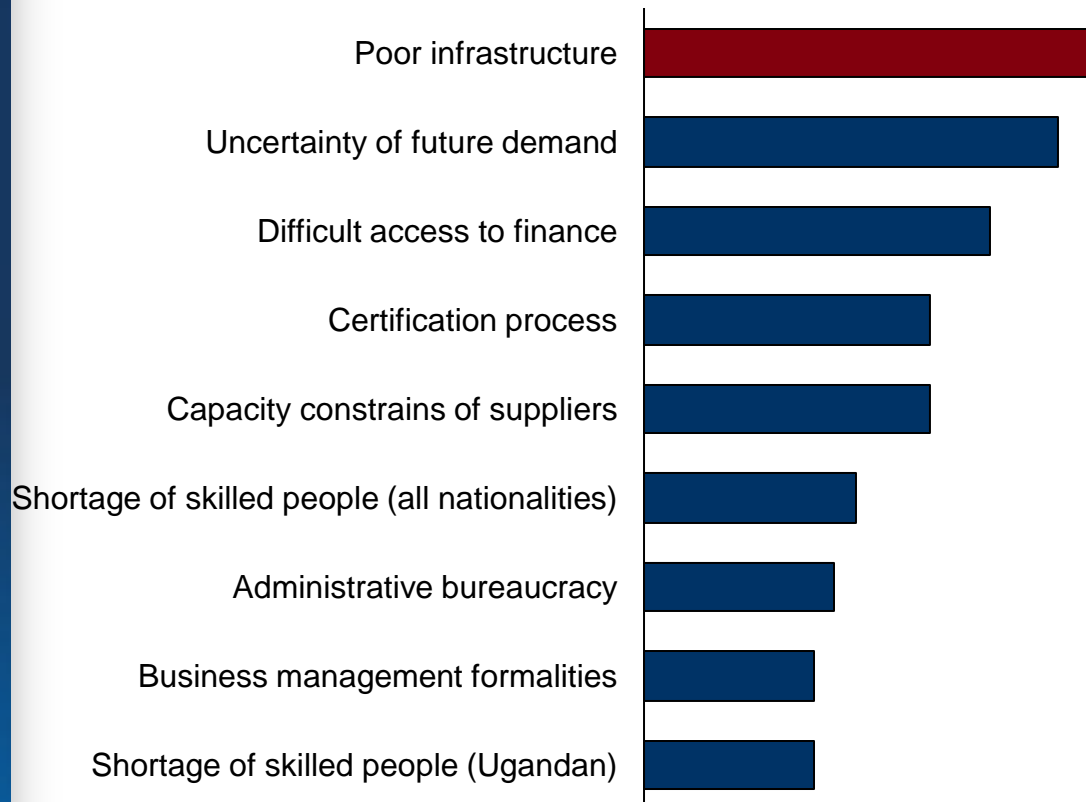 Poor infrastructure
Uncertainty of future demand
Difficult access to finance
Certification process
Capacity constrains of suppliers
Shortage of skilled people (all nationalities)
Administrative bureaucracy
Business management formalities
Shortage of skilled people (Ugandan)